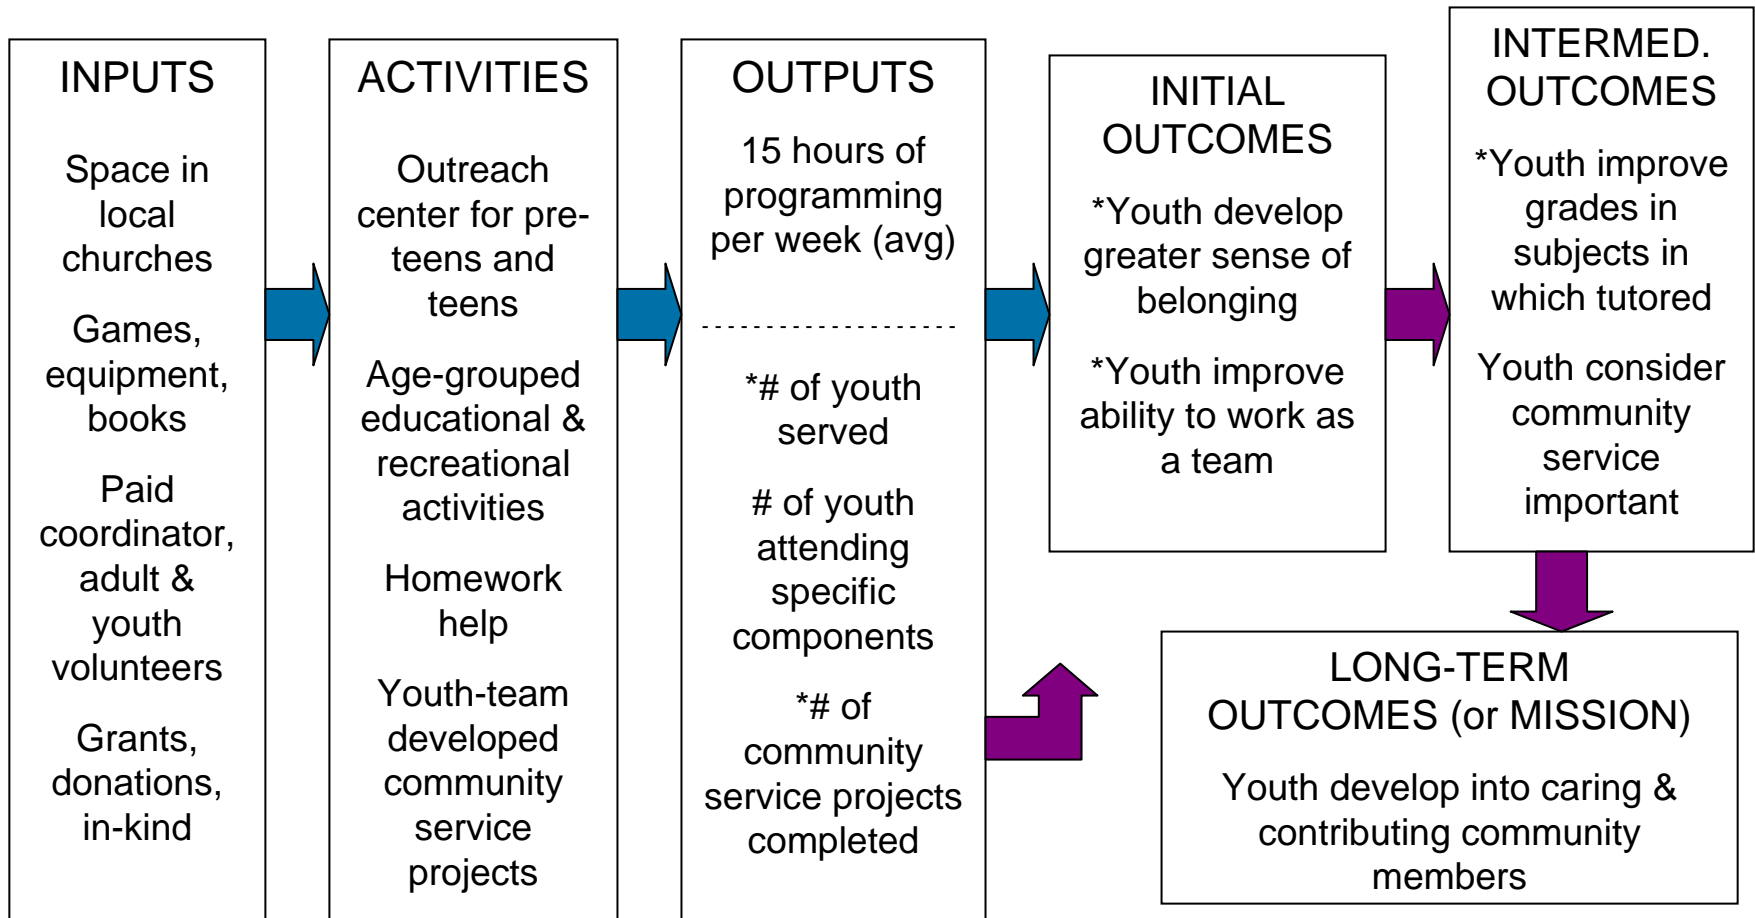 INPUTS
Space in
local
churches
Games,
equipment,
books
Paid
coordinator,
adult &
youth
volunteers
Grants,
donations,
in-kind
ACTIVITIES
Outreach
center for pre-
teens and
teens
Age-grouped
educational &
recreational
activities
Homework
help
Youth-team
developed
community
service
projects
OUTPUTS
15 hours of
programming
per week (avg)
*# of youth
served
# of youth
attending
specific
components
*# of
community
service projects
completed
INITIAL
OUTCOMES
*Youth develop
greater sense of
belonging
*Youth improve
ability to work as
a team
INTERMED.
OUTCOMES
*Youth improve
grades in
subjects in
which tutored
Youth consider
community
service
important
LONG-TERM
OUTCOMES (or MISSION)
Youth develop into caring &
contributing community
members